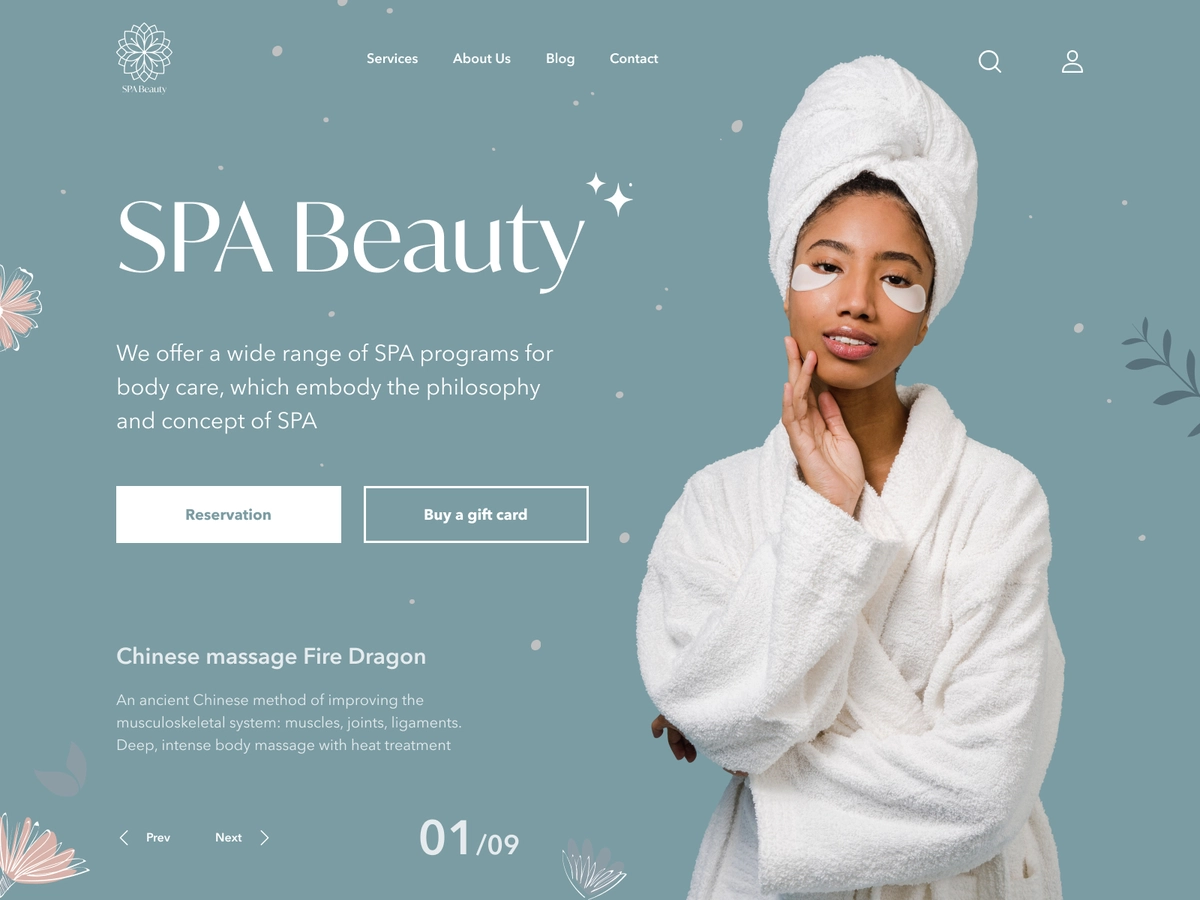 SPA Beauty
Services
About Us
Blog
Contact
SPA Beauty
We offer a wide range of SPA programs for
body care, which embody the philosophy
and concept of SPA
Reservation
Buy a gift card
Chinese massage Fire Dragon
An ancient Chinese method of improving the
musculoskeletal system: muscles, joints, ligaments.
Deep, intense body massage with heat treatment
Prev
Next
01/09